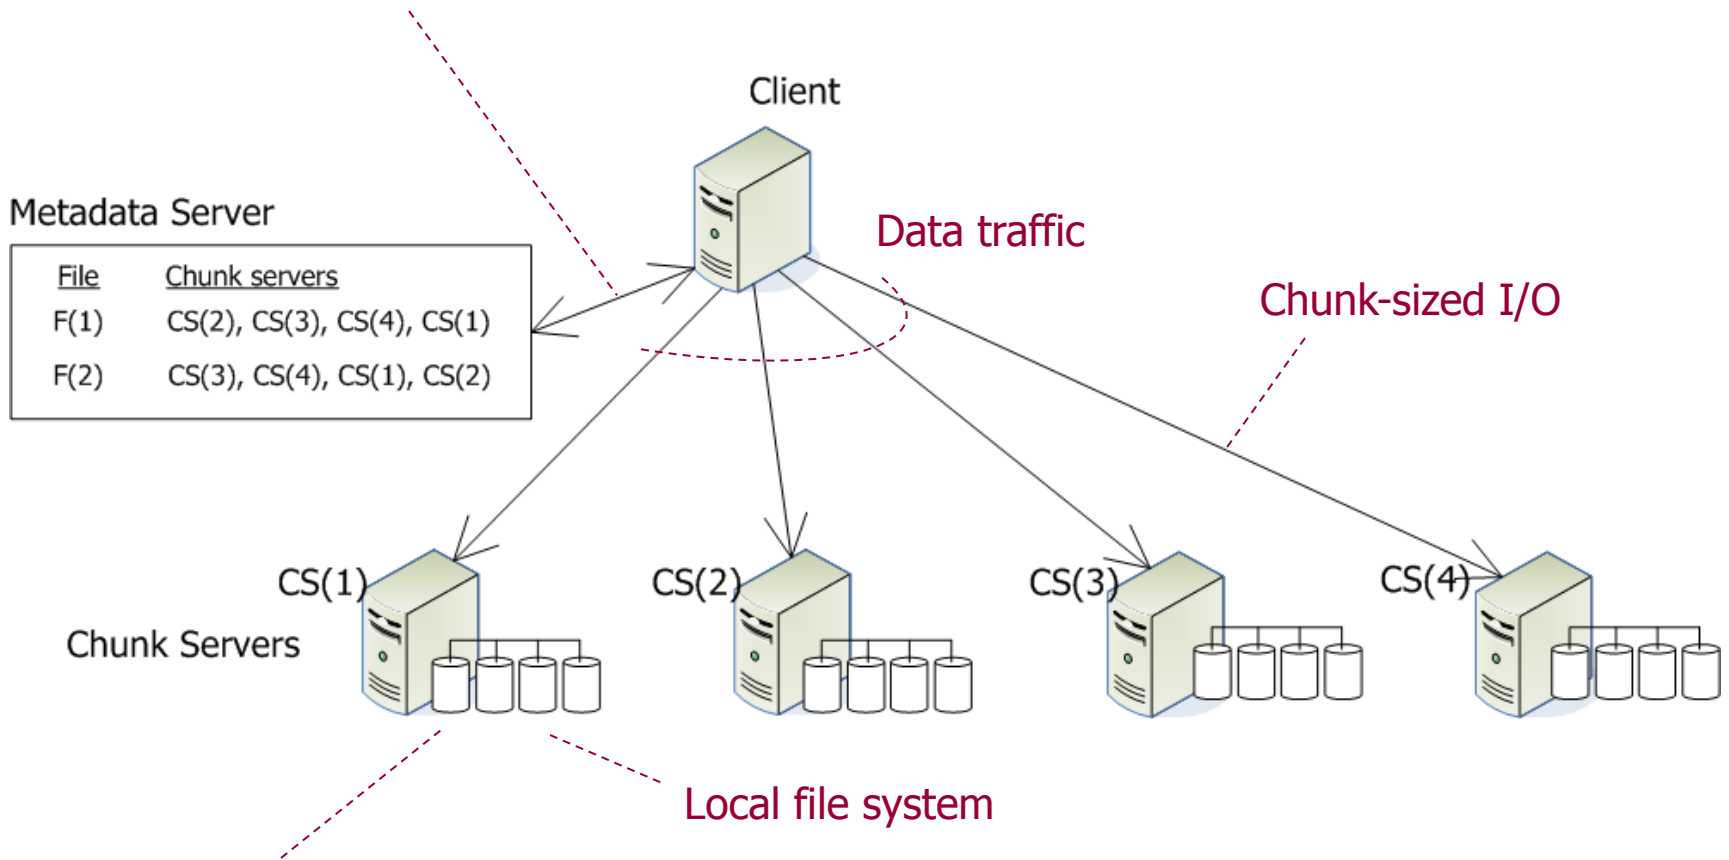 Client
Metadata Server
Data traffic
File Chunk servers
F(1) CS(2), CS(3), CS(4), CS(1)
F(2) CS(3), CS(4), CS(1), CS(2)
Chunk-sized I/O
CS(1) CS(2) CS(3) CS(4)
Chunk Servers
Local file system